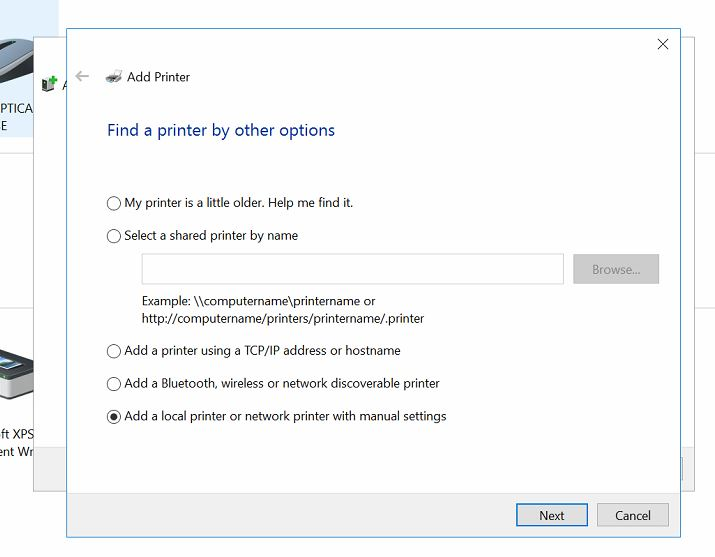 Add Printer
Find a printer by other options
My printer is a little older. Help me find it.
Select a shared printer by name
Browse...
Example: \\computername\printername or
http://computername/printers/printername/.printer
Add a printer using a TCP/IP address or hostname
Add a Bluetooth, wireless or network discoverable printer
Add a local printer or network printer with manual settings
Next
Cancel
PTICA
E
ft XPS
ent Wr